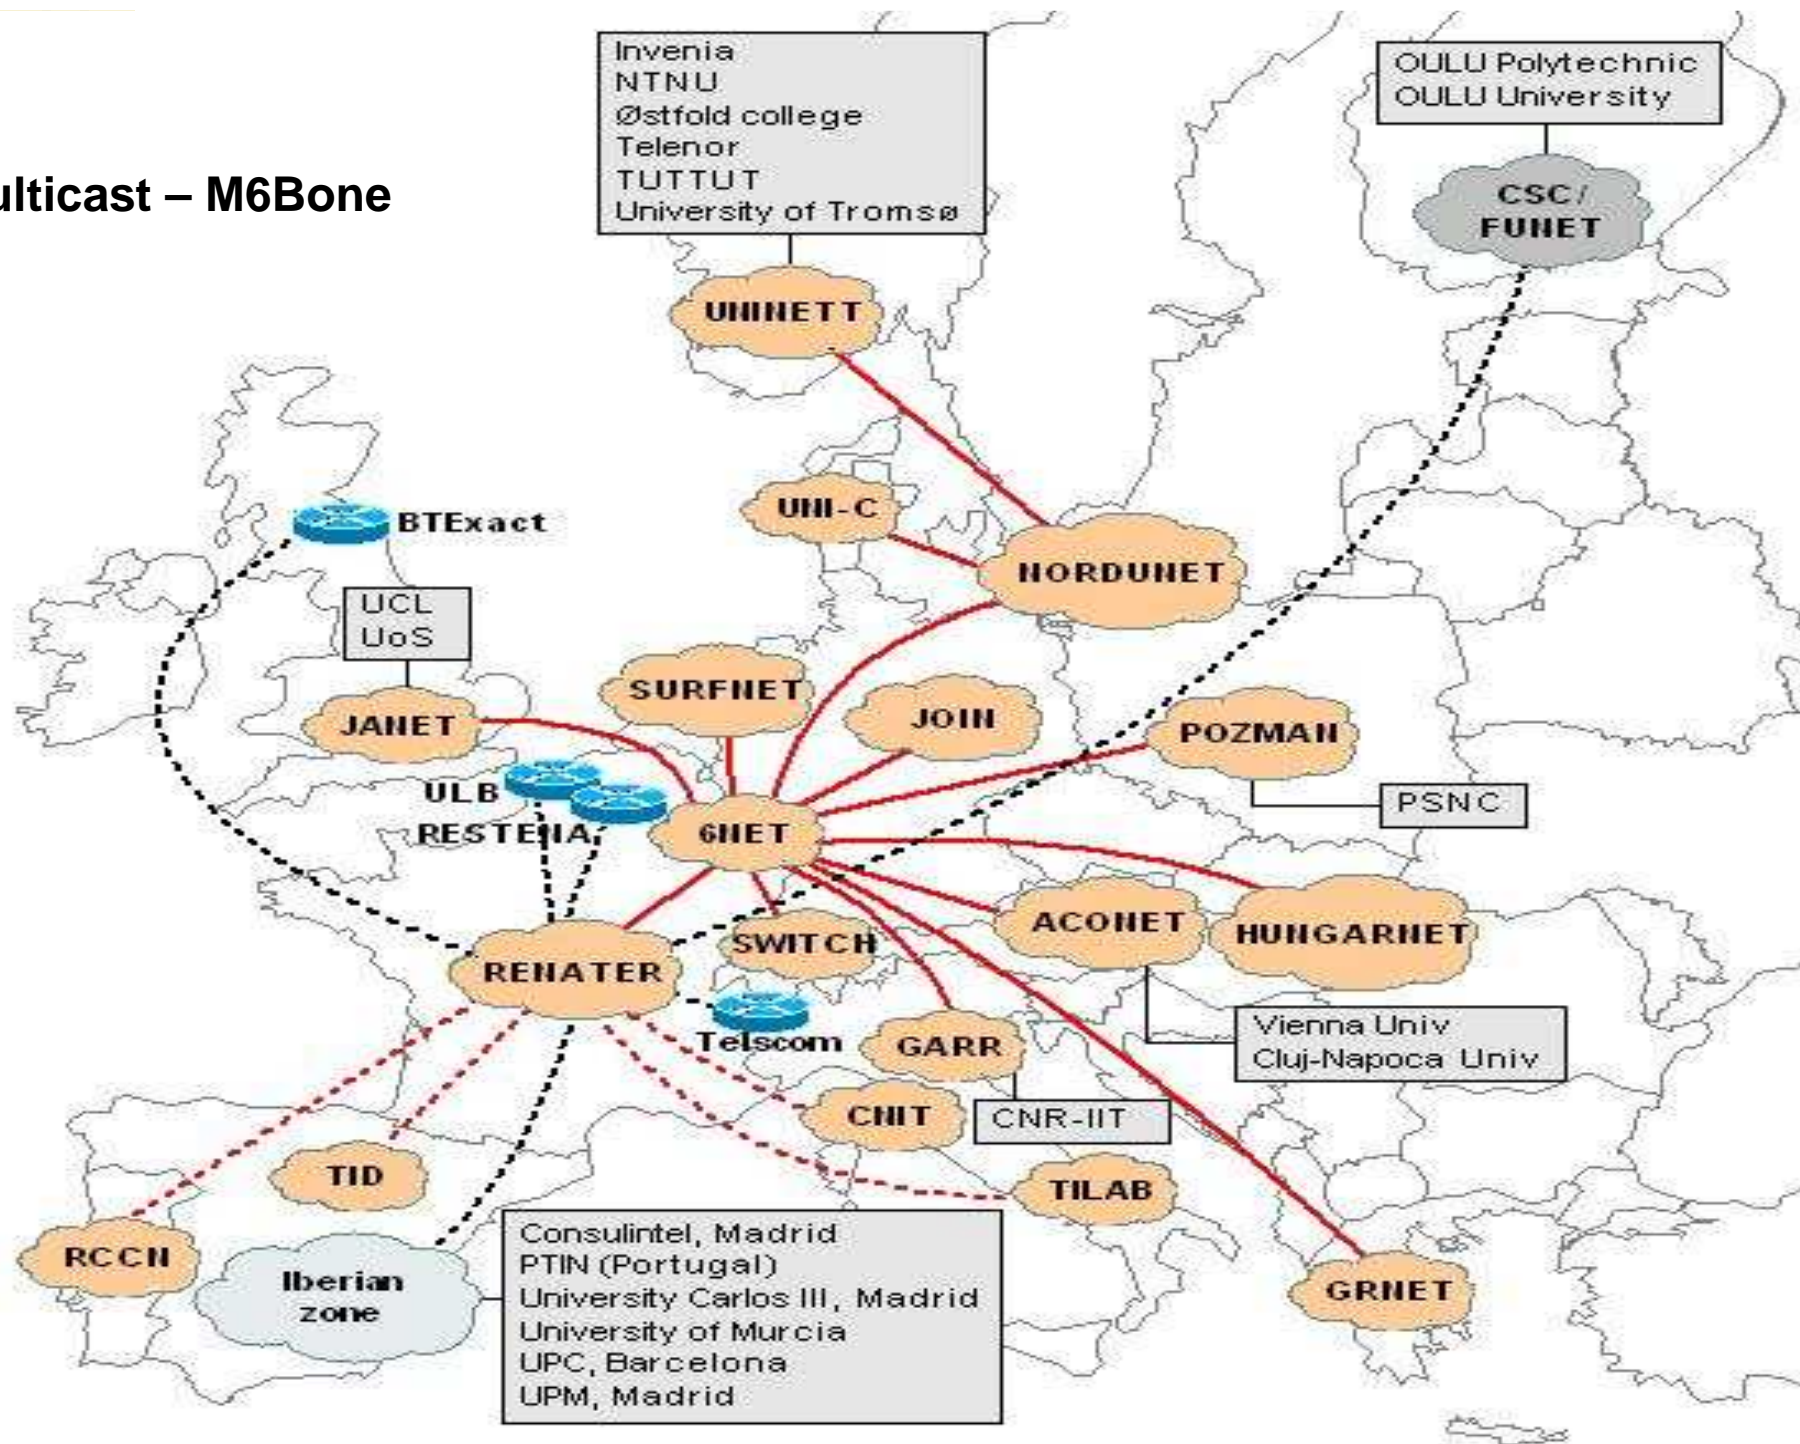 Invenia
NTNU
Østfold college
Telenor
TUTTUT
University of Tromsø
OULU Polytechnic
OULU University
CSC/
FUNET
ulticast – M6Bone
UNINETT
UNI-C
BTExact
NORDUNET
UCL
UoS
SURFNET
JOIN
JANET
POZMAN
ULB
RESTENA
6NET
PSNC
ACONET
HUNGARNET
SWITCH
RENATER
Telscom
GARR
Vienna Univ
Cluj-Napoca Univ
CNIT
CNR-IIT
TID
TILAB
RCCN
Iberian
zone
Consulintel, Madrid
PTIN (Portugal)
University Carlos III, Madrid
University of Murcia
UPC, Barcelona
UPM, Madrid
GRNET